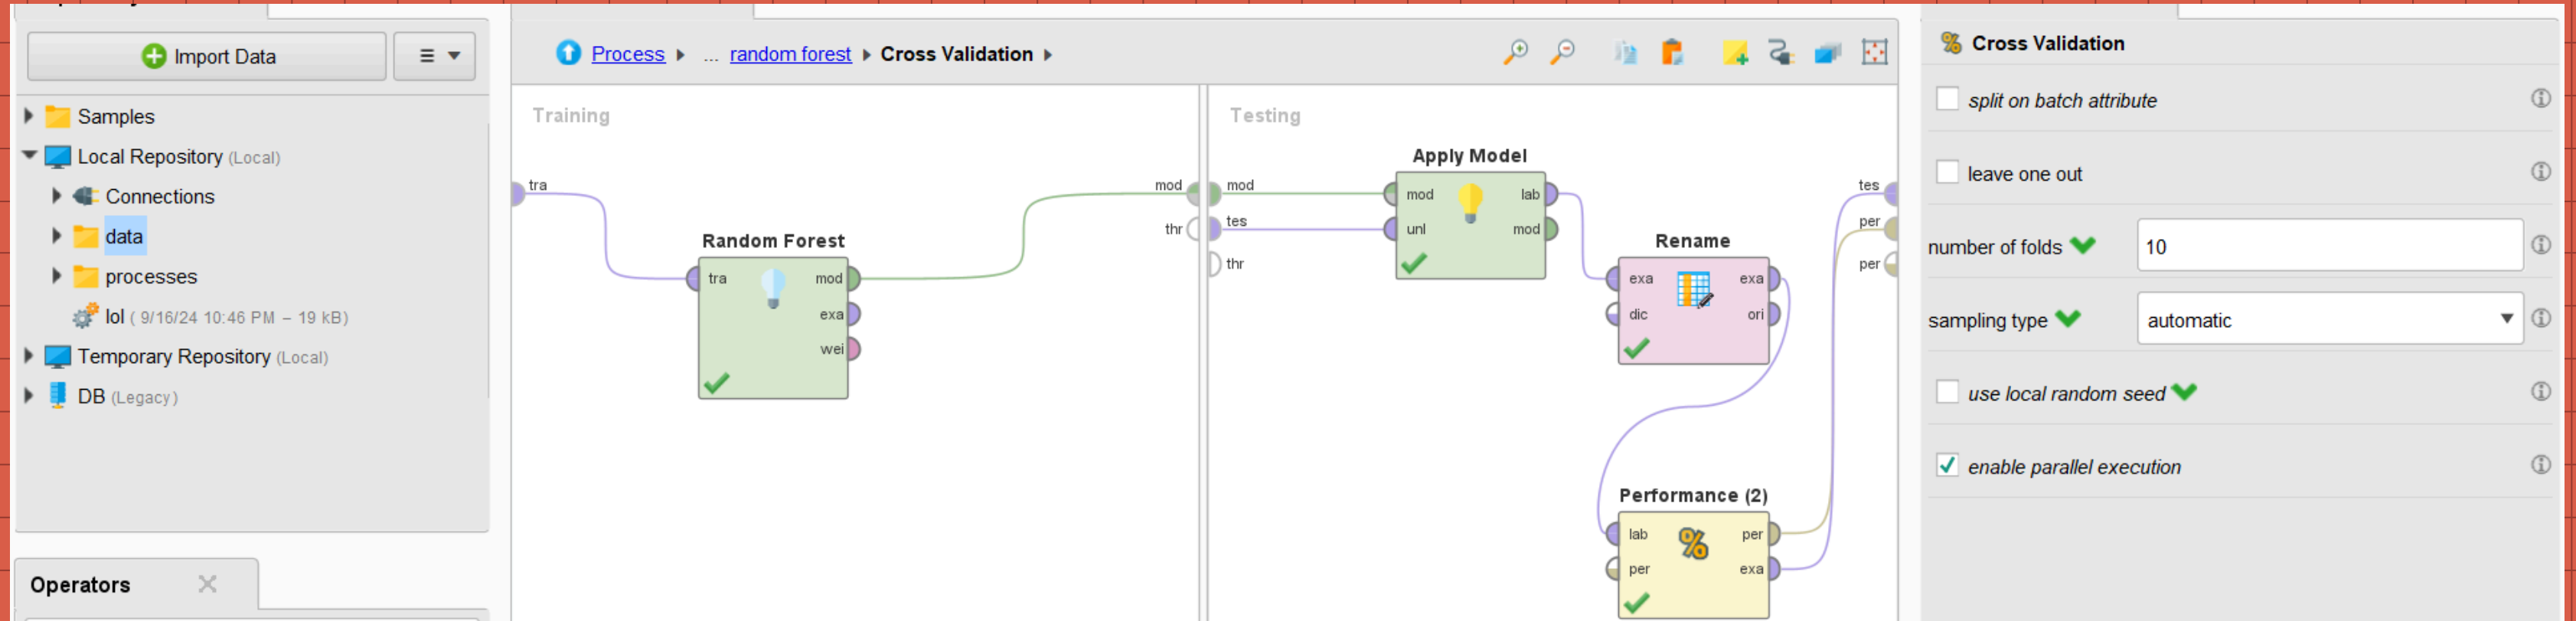 Import Data
Samples
Local Repository (Local)
Connections
data
processes
lol ( 9/16/24 10:46 PM – 19 kB)
Temporary Repository (Local)
DB (Legacy)
Operators
Process ... random forest Cross Validation
Training
tra
Random Forest
tra mod
exa
wei
mod
thr
Testing
mod
tes
thr
Apply Model
mod lab
unl mod
Rename
exa exa
dic ori
Performance (2)
lab per
per exa
tes
per
per
Cross Validation
split on batch attribute
leave one out
number of folds 10
sampling type automatic
use local random seed
enable parallel execution